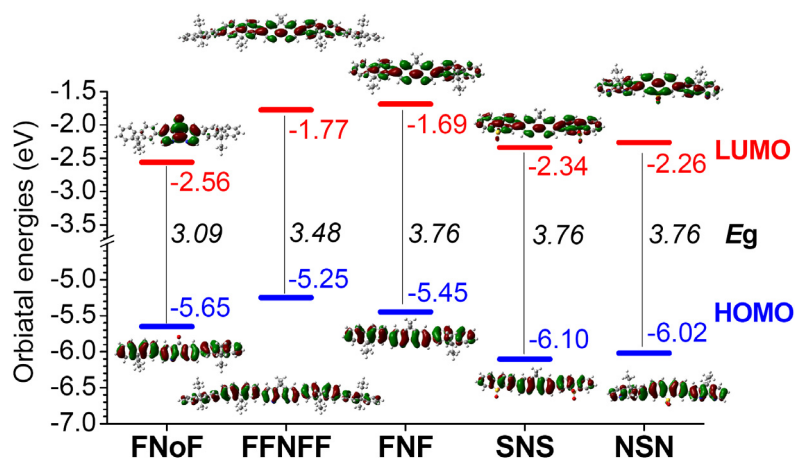 Orbiatal energies (eV)
-1.5
-2.0
-2.5
-3.0
-3.5
-5.0
-5.5
-6.0
-6.5
-7.0
-2.56
-1.77
-1.69
-2.34
-2.26
LUMO
3.09
3.48
3.76
3.76
3.76
Eg
-5.65
-5.25
-5.45
-6.10
-6.02
HOMO
FNoF
FFNFF
FNF
SNS
NSN